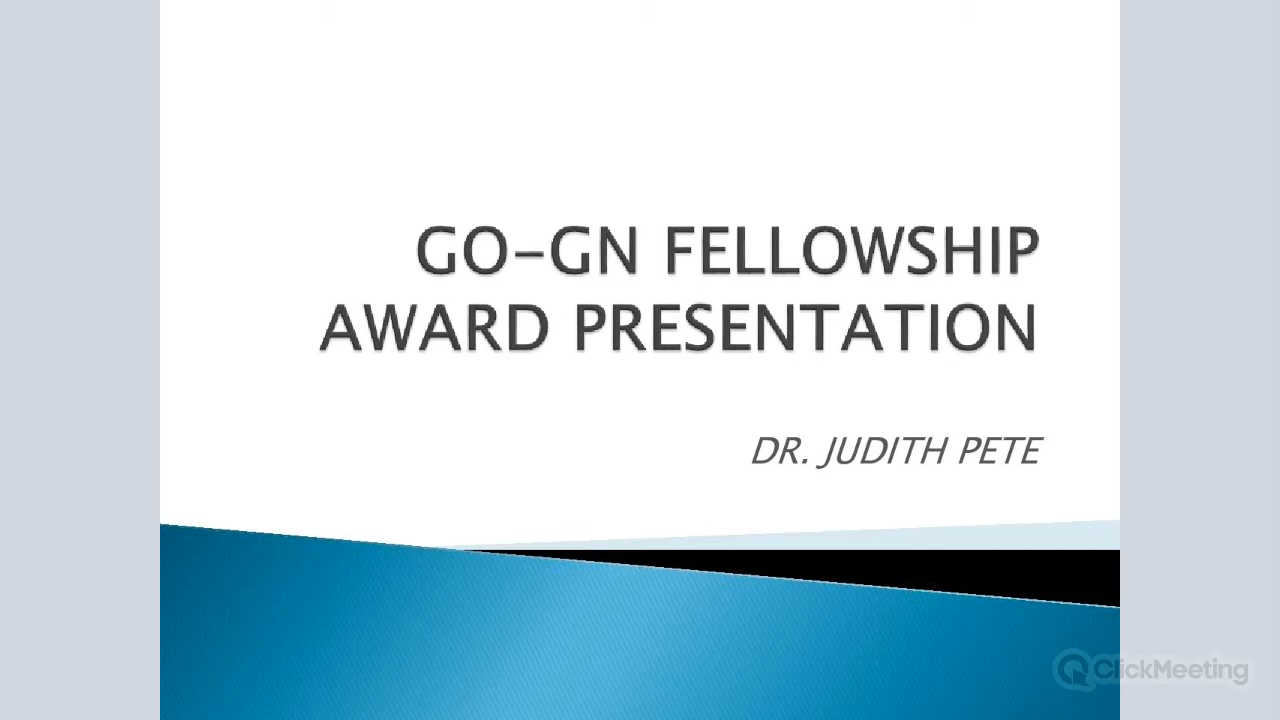 GO-GN FELLOWSHIP
AWARD PRESENTATION
DR. JUDITH PETE
ClickMeeting